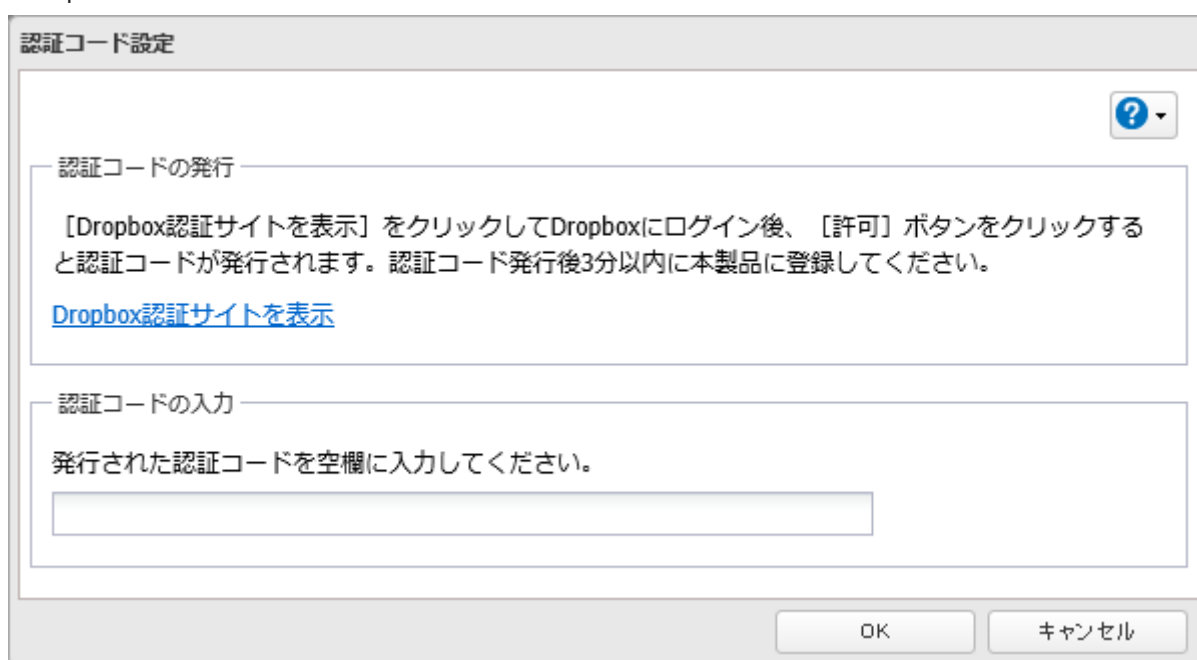 認証コード設定
認証コードの発行
［Dropbox認証サイトを表示］をクリックしてDropboxにログイン後、［許可］ボタンをクリックする
と認証コードが発行されます。認証コード発行後3分以内に本製品に登録してください。
Dropbox認証サイトを表示
認証コードの入力
発行された認証コードを空欄に入力してください。
OK
キャンセル